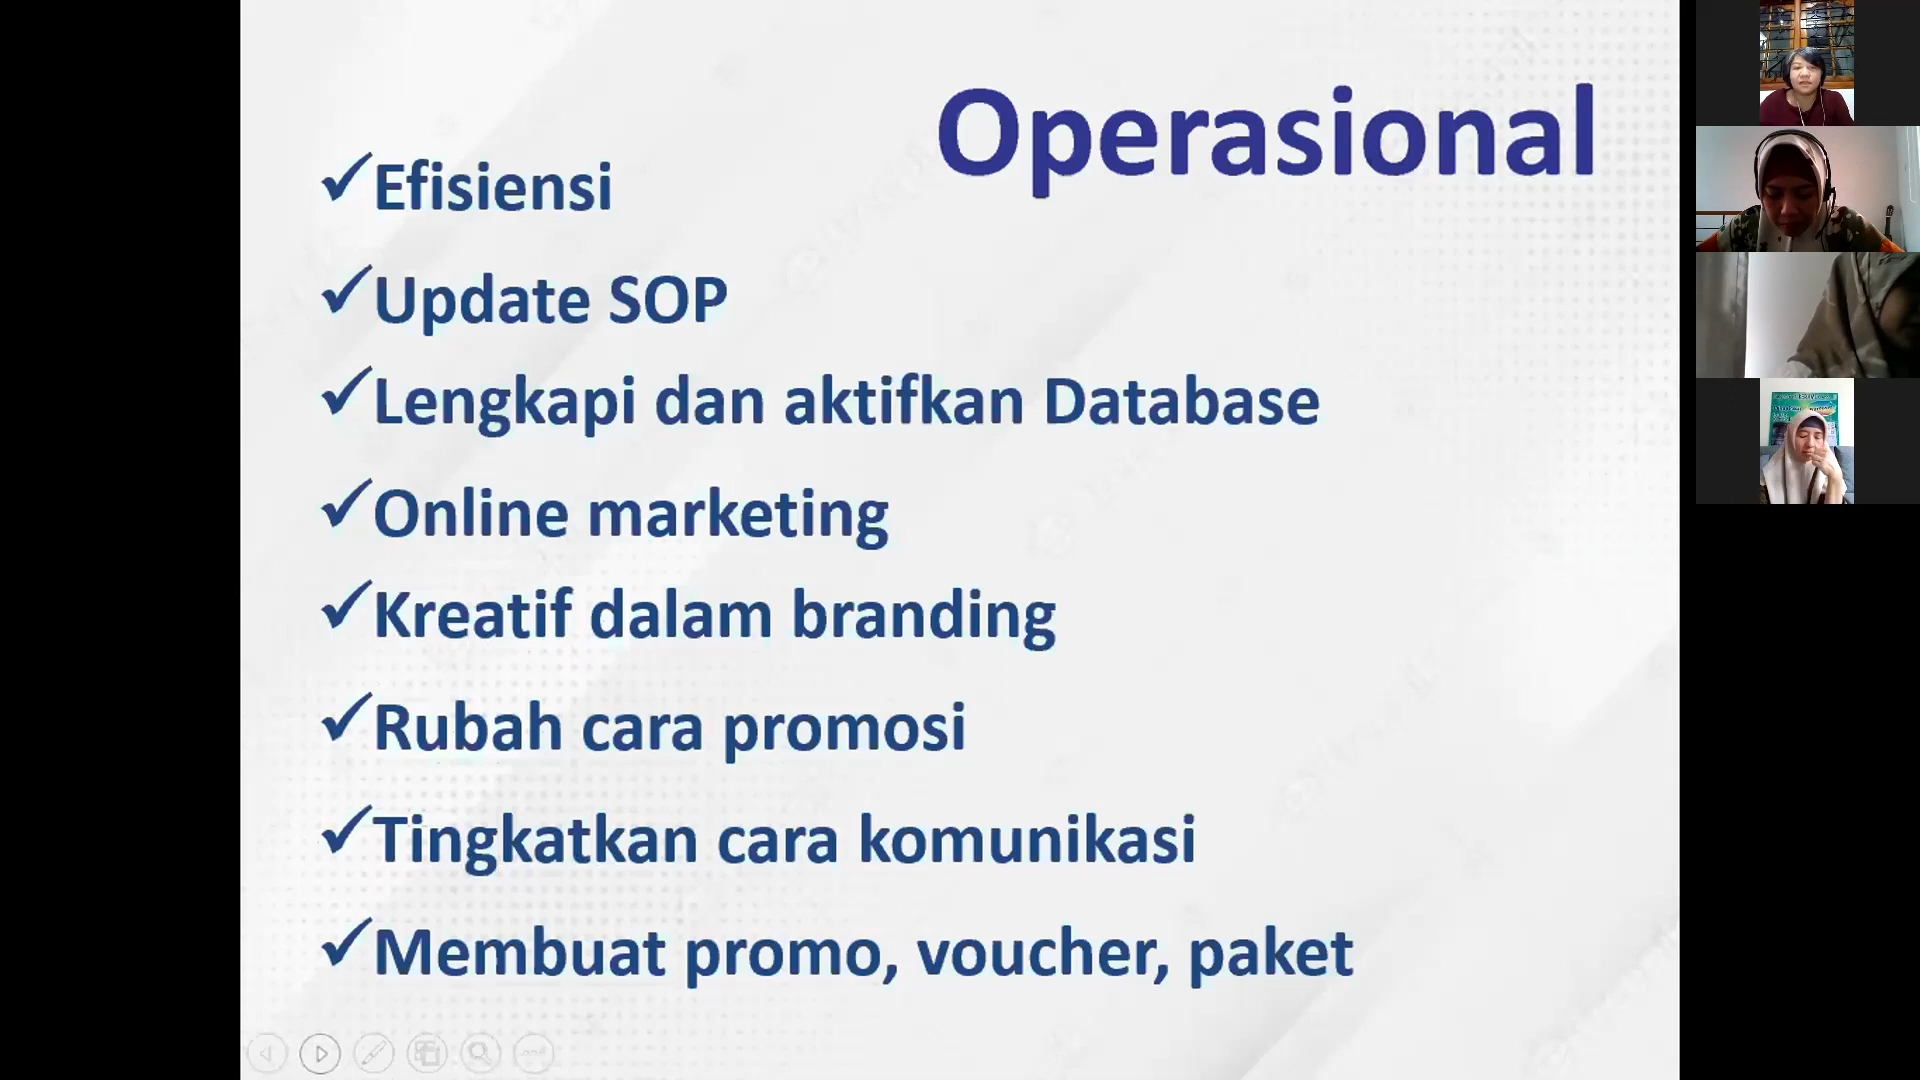 Operasional
✓Efisiensi
✓Update SOP
✓Lengkapi dan aktifkan Database
✓Online marketing
✓Kreatif dalam branding
✓Rubah cara promosi
✓Tingkatkan cara komunikasi
✓Membuat promo, voucher, paket